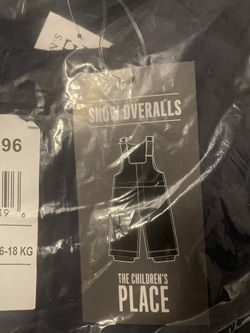 SNOW OVERALLS
THE CHILDREN'S
PLACE
96
6-18 KG